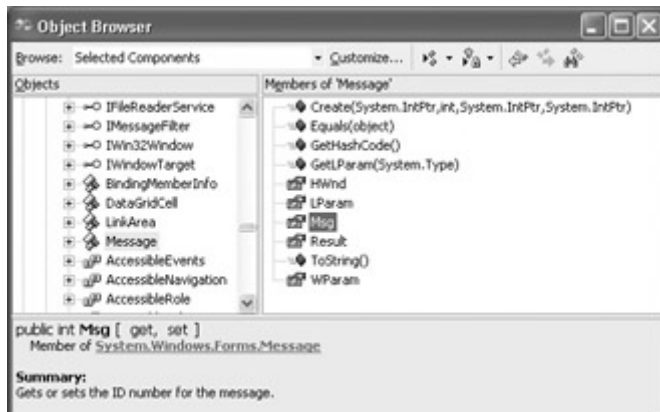 Object Browser
Browse: Selected Components Customize...
Objects
IFileReaderService
IMessageFilter
IWin32Window
IWindowTarget
BindingMemberInfo
DataGridCell
LinkArea
Message
AccessibleEvents
AccessibleNavigation
AccessibleRole
Members of 'Message'
Create(System.IntPtr,int,System.IntPtr,System.IntPtr)
Equals(object)
GetHashCode()
GetLParam(System.Type)
HWnd
LParam
Msg
Result
ToString()
WParam
public int Msg [ get, set ]
Member of System.Windows.Forms.Message
Summary:
Gets or sets the ID number for the message.